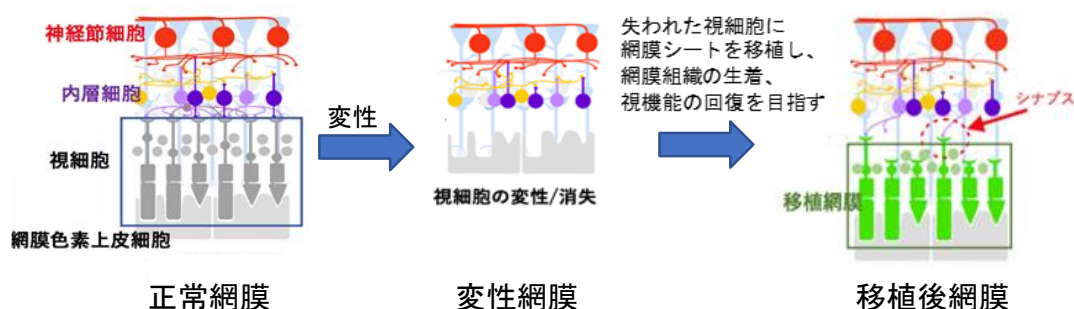 神経節細胞
内層細胞
視細胞
網膜色素上皮細胞
正常網膜
変性
視細胞の変性/消失
変性網膜
失われた視細胞に
網膜シートを移植し、
網膜組織の生着、
視機能の回復を目指す
シナプス
移植網膜
移植後網膜